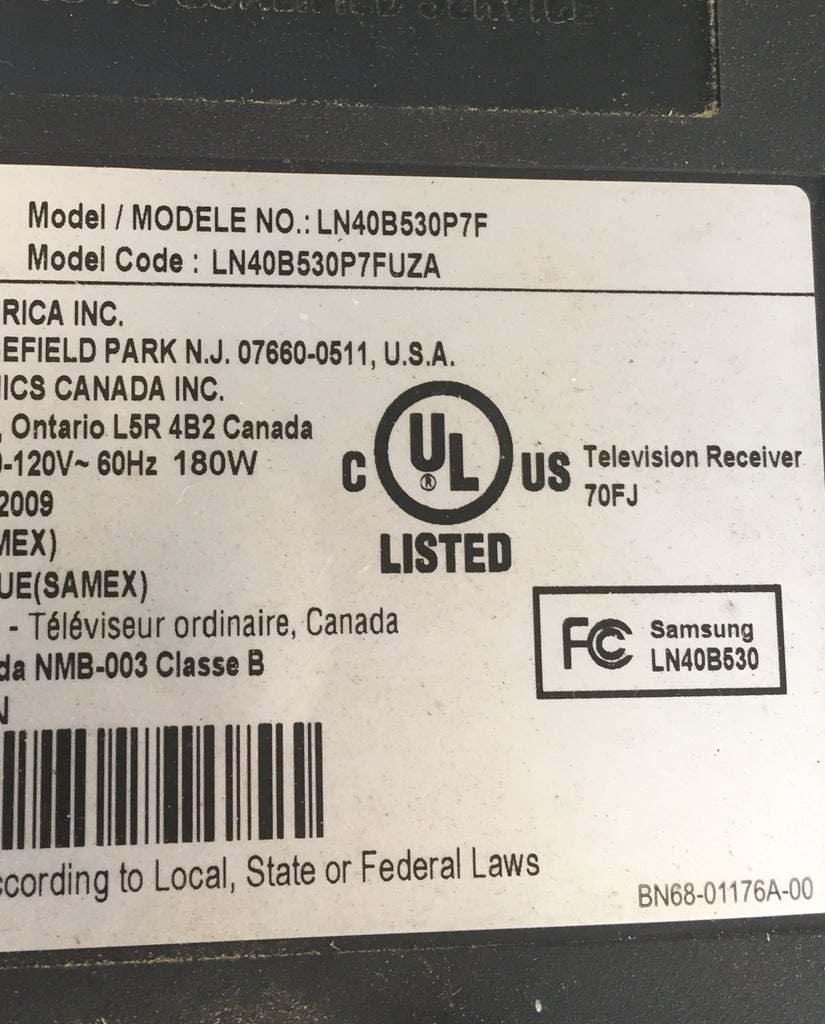 SERVICE
Model / MODELE NO.: LN40B530P7F
Model Code : LN40B530P7FUZA
RICA INC.
EFIELD PARK N.J. 07660-0511, U.S.A.
ICS CANADA INC.
, Ontario L5R 4B2 Canada
-120V~ 60Hz 180W
2009
MEX)
UE(SAMEX)
- Téléviseur ordinaire, Canada
da NMB-003 Classe B
N
C UL ® US
LISTED
Television Receiver
70FJ
FC Samsung
LN40B530
ccording to Local, State or Federal Laws
BN68-01176A-00